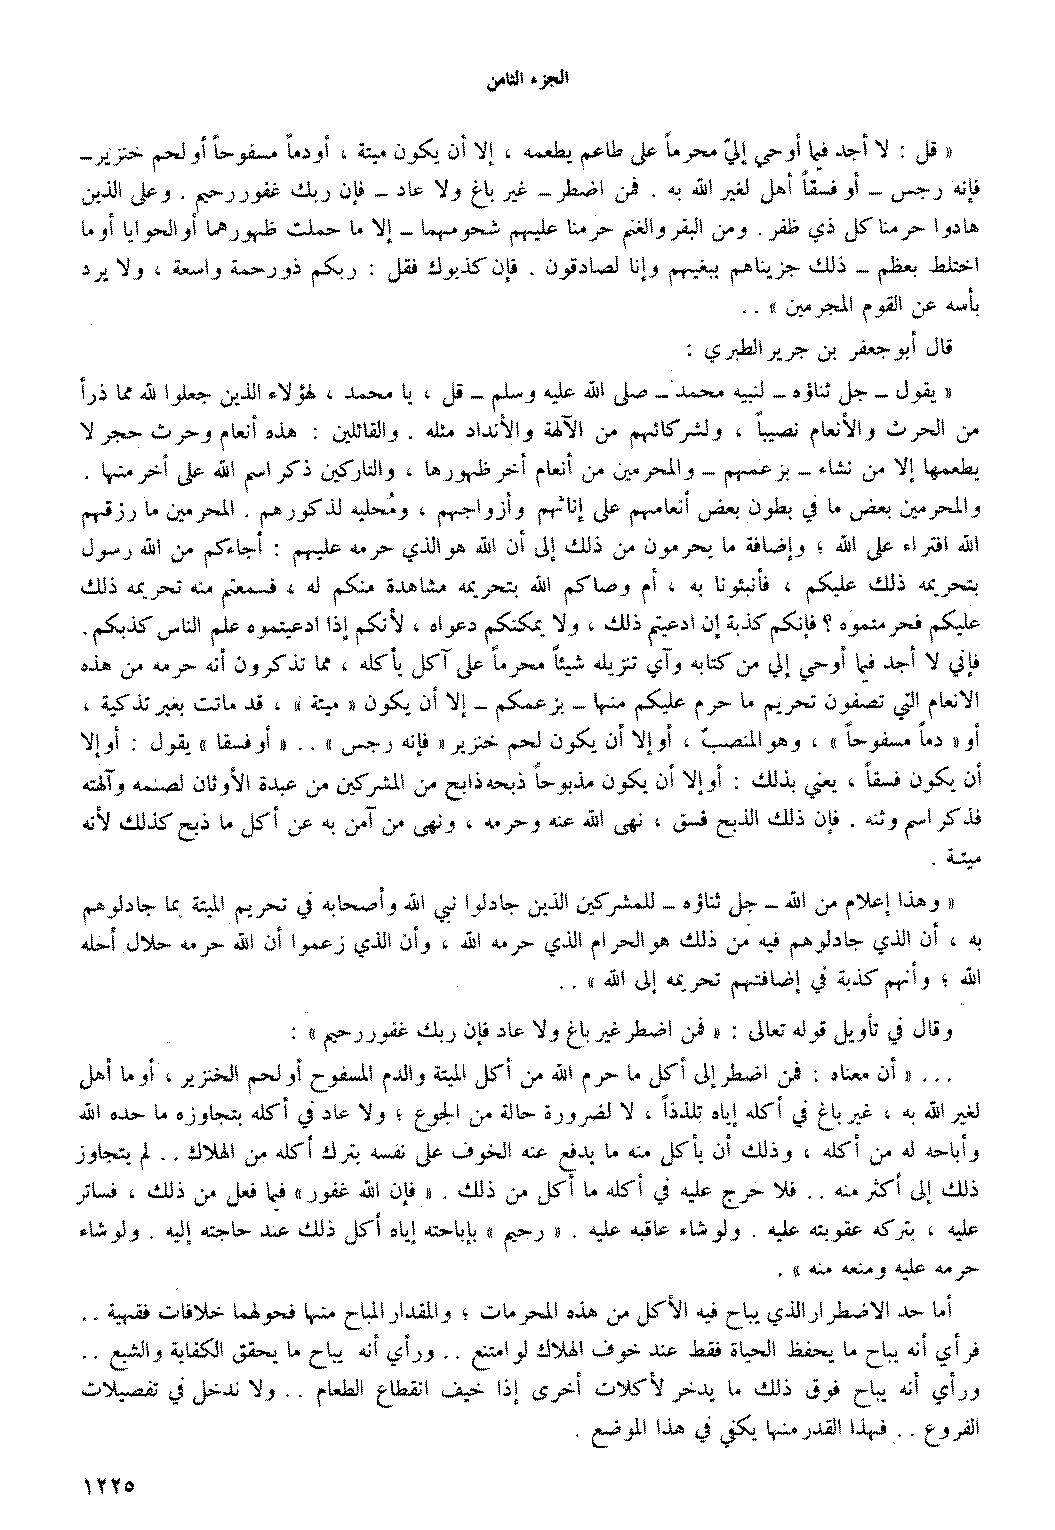 الجزء الثامن
« قل : لا أجد فيما أوحي إليّ محرماً على طاعم يطعمه ، إلا أن يكون ميتة ، أو دماً مسفوحاً أو لحم خنزير –
فإنه رجس – أو فسقاً أهل لغير الله به . فمن اضطر – غير باغ ولا عاد – فإن ربك غفور رحيم . وعلى الذين
هادوا حرمنا كل ذي ظفر . ومن البقر والغنم حرمنا عليهم شحومهما – إلا ما حملت ظهورهما أو الحوايا أو ما
اختلط بعظم – ذلك جزيناهم ببغيهم وإنا لصادقون . فإن كذبوك فقل : ربكم ذو رحمة واسعة ، ولا يرد
بأسه عن القوم المجرمين » . .
قال أبو جعفر بن جرير الطبري :
« يقول – جل ثناؤه – لنبيه محمد – صلى الله عليه وسلم – قل ، يا محمد ، لهؤلاء الذين جعلوا لله مما ذرأ
من الحرث والأنعام نصيباً ، ولشركائهم من الآلهة والأنداد مثله . والقائلين : هذه أنعام وحرث حجر لا
يطعمها إلا من نشاء – بزعمهم – والمحرمين من أنعام أخر ظهورها ، والتاركين ذكر اسم الله على أخر منها .
والمحرمين بعض ما في بطون بعض أنعامهم على إناثهم وأزواجهم ، ومُحليه لذكورهم . المحرمين ما رزقهم
الله افتراء على الله ؛ وإضافة ما يحرمون من ذلك إلى أن الله هو الذي حرمه عليهم : أجاءكم من الله رسول
بتحريمه ذلك عليكم ، فأنبئونا به ، أم وصاكم الله بتحريمه مشاهدة منكم له ، فسمعتم منه تحريمه ذلك
عليكم فحرمتموه ؟ فإنكم كذبة إن ادعيتم ذلك ، ولا يمكنكم دعواه ، لأنكم إذا ادعيتموه علم الناس كذبكم .
فإني لا أجد فيما أوحي إلي من كتابه وآي تنزيله شيئاً محرماً على آكل يأكله ، مما تذكرون أنه حرمه من هذه
الانعام التي تصفون تحريم ما حرم عليكم منها – بزعمكم – إلا أن يكون « ميتة » ، قد ماتت بغير تذكية ،
أو « دماً مسفوحاً » ، وهو المنصبّ ، أو إلا أن يكون لحم خنزير « فإنه رجس » . . « أو فسقا » يقول : أو إلا
أن يكون فسقاً ، يعني بذلك : أو إلا أن يكون مذبوحاً ذبحه ذابح من المشركين من عبدة الأوثان لصنمه وآلهته
فذكر اسم وثنه . فإن ذلك الذبح فسق ، نهى الله عنه وحرمه ، ونهى من آمن به عن أكل ما ذبح كذلك لأنه
ميتة .
« وهذا إعلام من الله – جل ثناؤه – للمشركين الذين جادلوا نبي الله وأصحابه في تحريم الميتة بما جادلوهم
به ، أن الذي جادلوهم فيه من ذلك هو الحرام الذي حرمه الله ، وأن الذي زعموا أن الله حرمه حلال أحله
الله ؛ وأنهم كذبة في إضافتهم تحريمه إلى الله » . .
وقال في تأويل قوله تعالى : « فمن اضطر غير باغ ولا عاد فإن ربك غفور رحيم » :
. . . « أن معناه : فمن اضطر إلى أكل ما حرم الله من أكل الميتة والدم المسفوح أو لحم الخنزير ، أو ما أهل
لغير الله به ، غير باغ في أكله إياه تلذذاً ، لا لضرورة حالة من الجوع ؛ ولا عاد في أكله بتجاوزه ما حده الله
وأباحه له من أكله ، وذلك أن يأكل منه ما يدفع عنه الخوف على نفسه بترك أكله من الهلاك . . لم يتجاوز
ذلك إلى أكثر منه . . فلا حرج عليه في أكله ما أكل من ذلك . « فإن الله غفور » فيما فعل من ذلك ، فساتر
عليه ، بتركه عقوبته عليه . ولو شاء عاقبه عليه . « رحيم » بإباحته إياه أكل ذلك عند حاجته إليه . ولو شاء
حرمه عليه ومنعه منه » .
أما حد الاضطرار الذي يباح فيه الأكل من هذه المحرمات ؛ والمقدار المباح منها فحولهما خلافات فقهية . .
فرأي أنه يباح ما يحفظ الحياة فقط عند خوف الهلاك لو امتنع . . ورأي أنه يباح ما يحقق الكفاية والشبع . .
ورأي أنه يباح فوق ذلك ما يدخر لأكلات أخرى إذا خيف انقطاع الطعام . . ولا ندخل في تفصيلات
الفروع . . فهذا القدر منها يكفي في هذا الموضع .
١٢٢٥